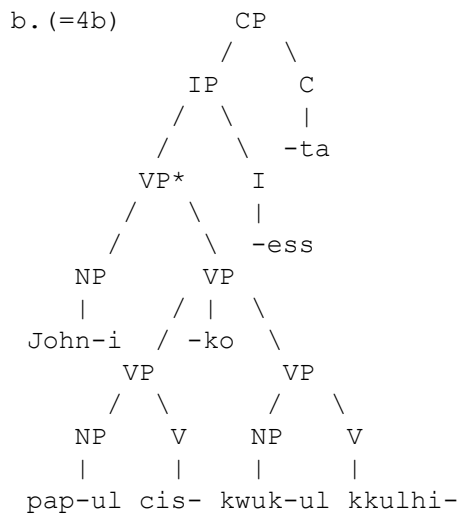 b. (=4b) CP
/ \
IP C
/ \ |
/ \ -ta
VP* I
/ \ |
/ \ -ess
NP VP
| / | \
John-i / -ko \
VP VP
/ \ / \
NP V NP V
| | | |
pap-ul cis- kwuk-ul kkulhi-